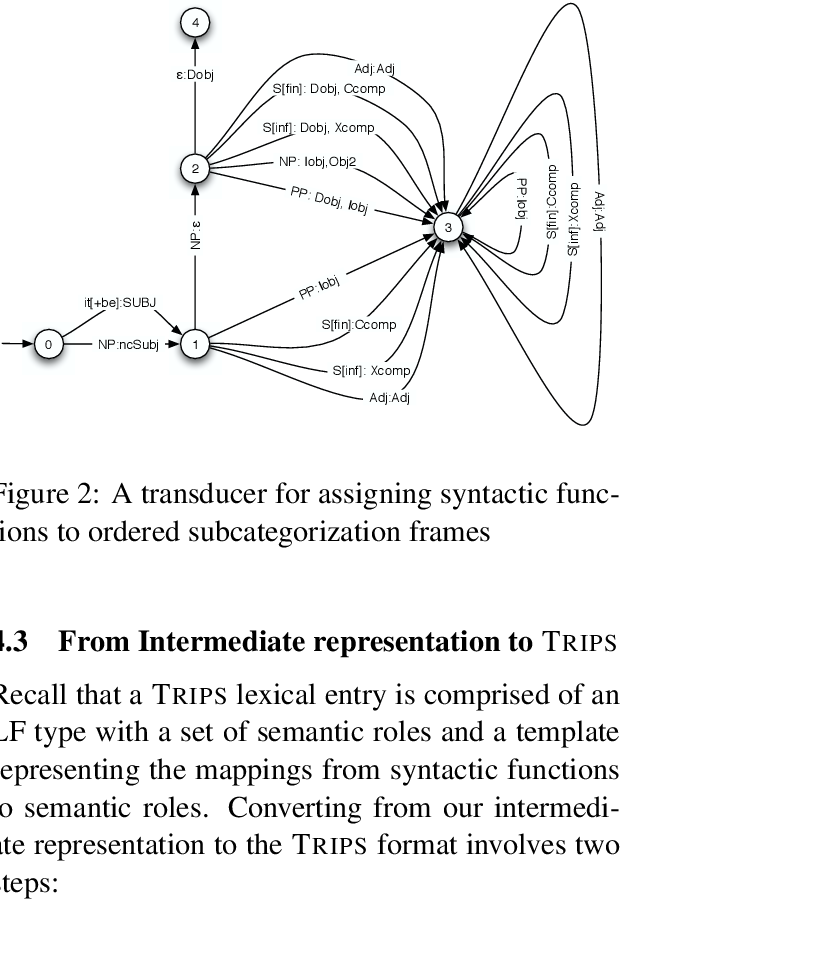 4
ε:Dobj
Adj:Adj
S[fin]: Dobj, Ccomp
S[inf]: Dobj, Xcomp
2
NP: Iobj,Obj2
PP: Dobj, Iobj
NP:ε
3
PP:Iobj
S[fin]:Ccomp
S[inf]:Xcomp
Adj:Adj
PP:Iobj
it[+be]:SUBJ
S[fin]:Ccomp
0
NP:ncSubj
1
S[inf]: Xcomp
Adj:Adj
Figure 2: A transducer for assigning syntactic func-
ions to ordered subcategorization frames
4.3 From Intermediate representation to TRIPS
Recall that a TRIPS lexical entry is comprised of an
LF type with a set of semantic roles and a template
representing the mappings from syntactic functions
o semantic roles. Converting from our intermedi-
ate representation to the TRIPS format involves two
steps: